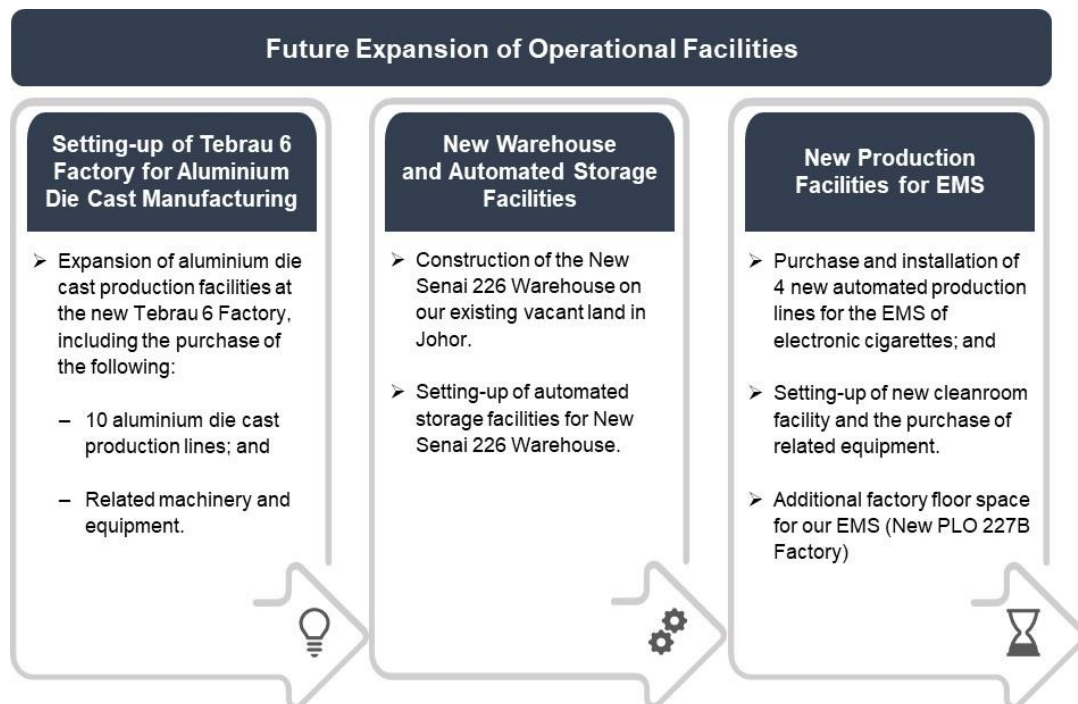 Future Expansion of Operational Facilities
Setting-up of Tebrau 6
Factory for Aluminium
Die Cast Manufacturing
➢ Expansion of aluminium die
cast production facilities at
the new Tebrau 6 Factory,
including the purchase of
the following:
– 10 aluminium die cast
production lines; and
– Related machinery and
equipment.
New Warehouse
and Automated Storage
Facilities
➢ Construction of the New
Senai 226 Warehouse on
our existing vacant land in
Johor.
➢ Setting-up of automated
storage facilities for New
Senai 226 Warehouse.
New Production
Facilities for EMS
➢ Purchase and installation of
4 new automated production
lines for the EMS of
electronic cigarettes; and
➢ Setting-up of new cleanroom
facility and the purchase of
related equipment.
➢ Additional factory floor space
for our EMS (New PLO 227B
Factory)